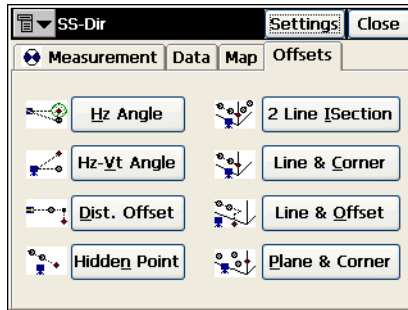 SS-Dir Settings Close
Measurement Data Map Offsets
Hz Angle 2 Line ISection
Hz-Vt Angle Line & Corner
Dist. Offset Line & Offset
Hidden Point Plane & Corner